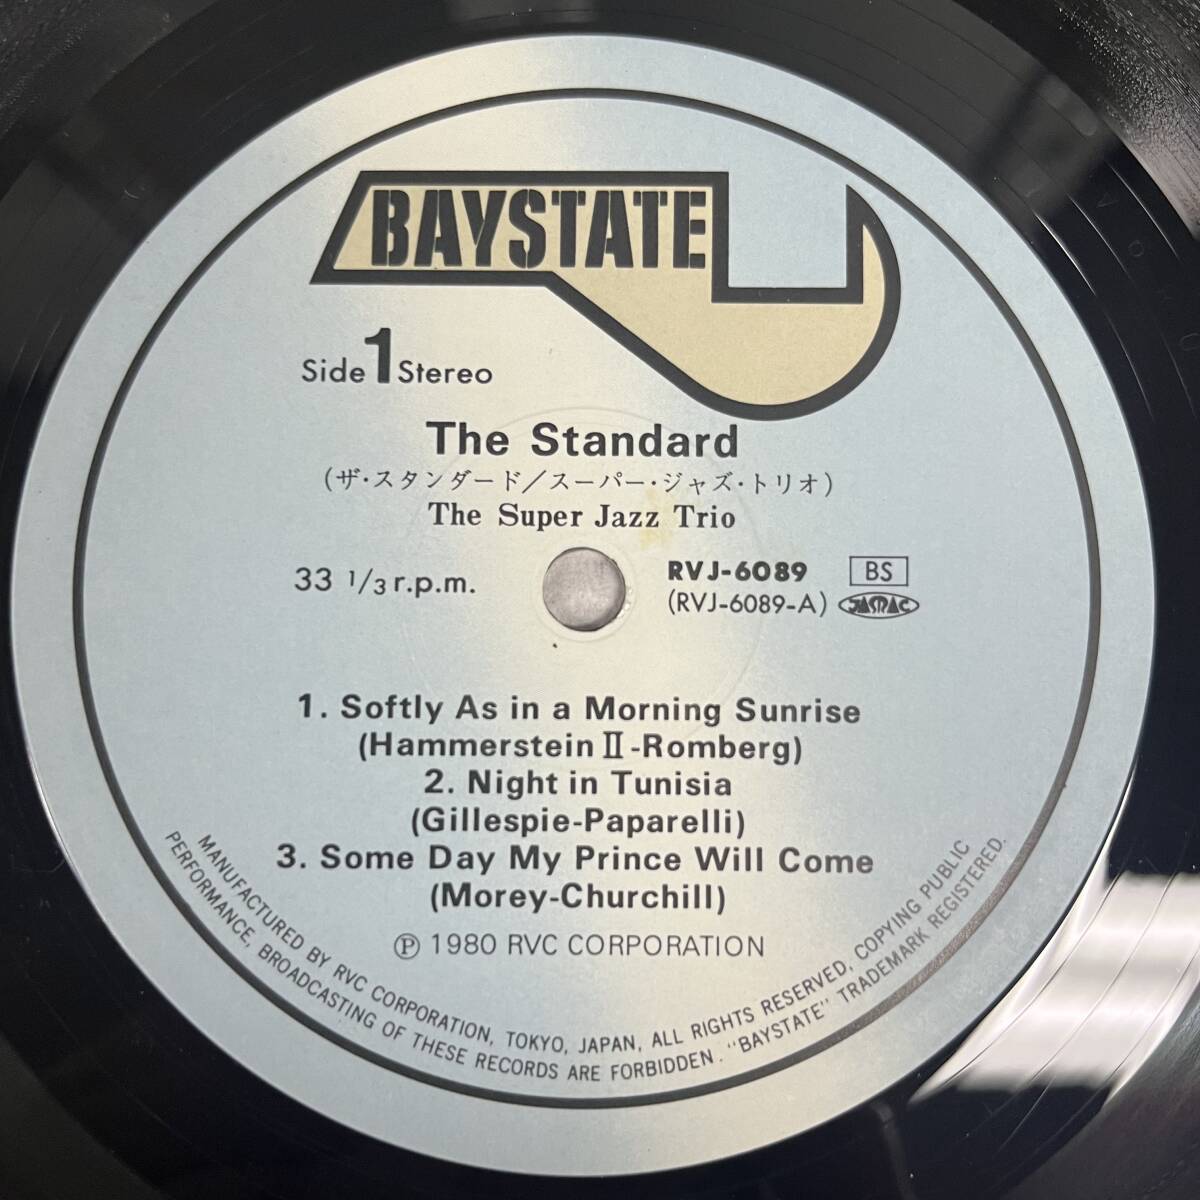 BAYSTATE
Side 1 Stereo
The Standard
(ザ・スタンダード/スーパー・ジャズ・トリオ)
The Super Jazz Trio
33 1/3 r.p.m.
RVJ-6089 BS
(RVJ-6089-A) JASRAC
1. Softly As in a Morning Sunrise
(Hammerstein II-Romberg)
2. Night in Tunisia
(Gillespie-Paparelli)
3. Some Day My Prince Will Come
(Morey-Churchill)
Ⓟ 1980 RVC CORPORATION
MANUFACTURED BY RVC CORPORATION, TOKYO, JAPAN, ALL RIGHTS RESERVED, COPYING PUBLIC
PERFORMANCE, BROADCASTING OF THESE RECORDS ARE FORBIDDEN. "BAYSTATE" TRADEMARK REGISTERED.